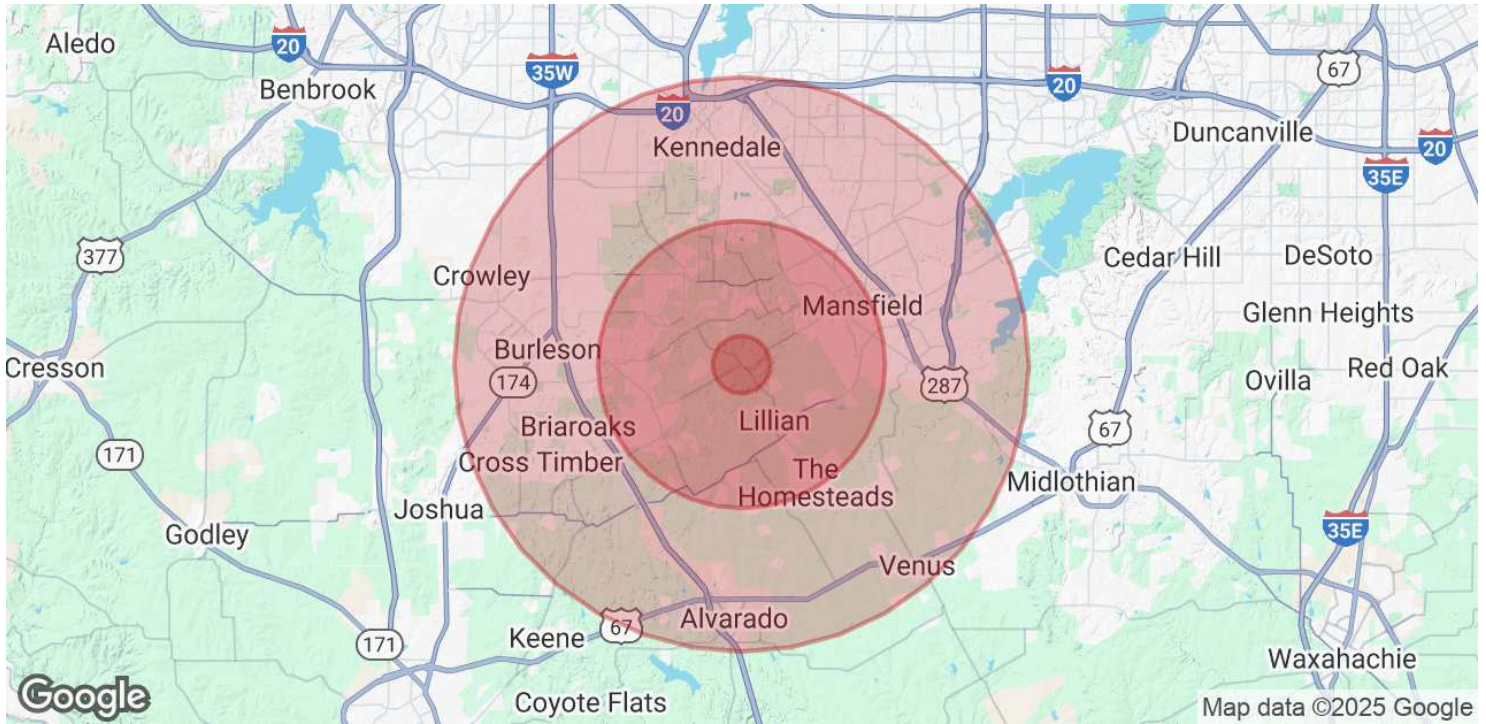 Aledo
20
Benbrook
35W
20
Kennedale
20
67
Duncanville
20
35E
377
Crowley
Mansfield
Cedar Hill
DeSoto
Glenn Heights
Cresson
Burleson
174
287
Ovilla
Red Oak
Briaroaks
Lillian
67
171
Cross Timber
The
Homesteads
Midlothian
Joshua
Godley
Venus
35E
171
Keene
67
Alvarado
Waxahachie
Coyote Flats
Google
Map data ©2025 Google